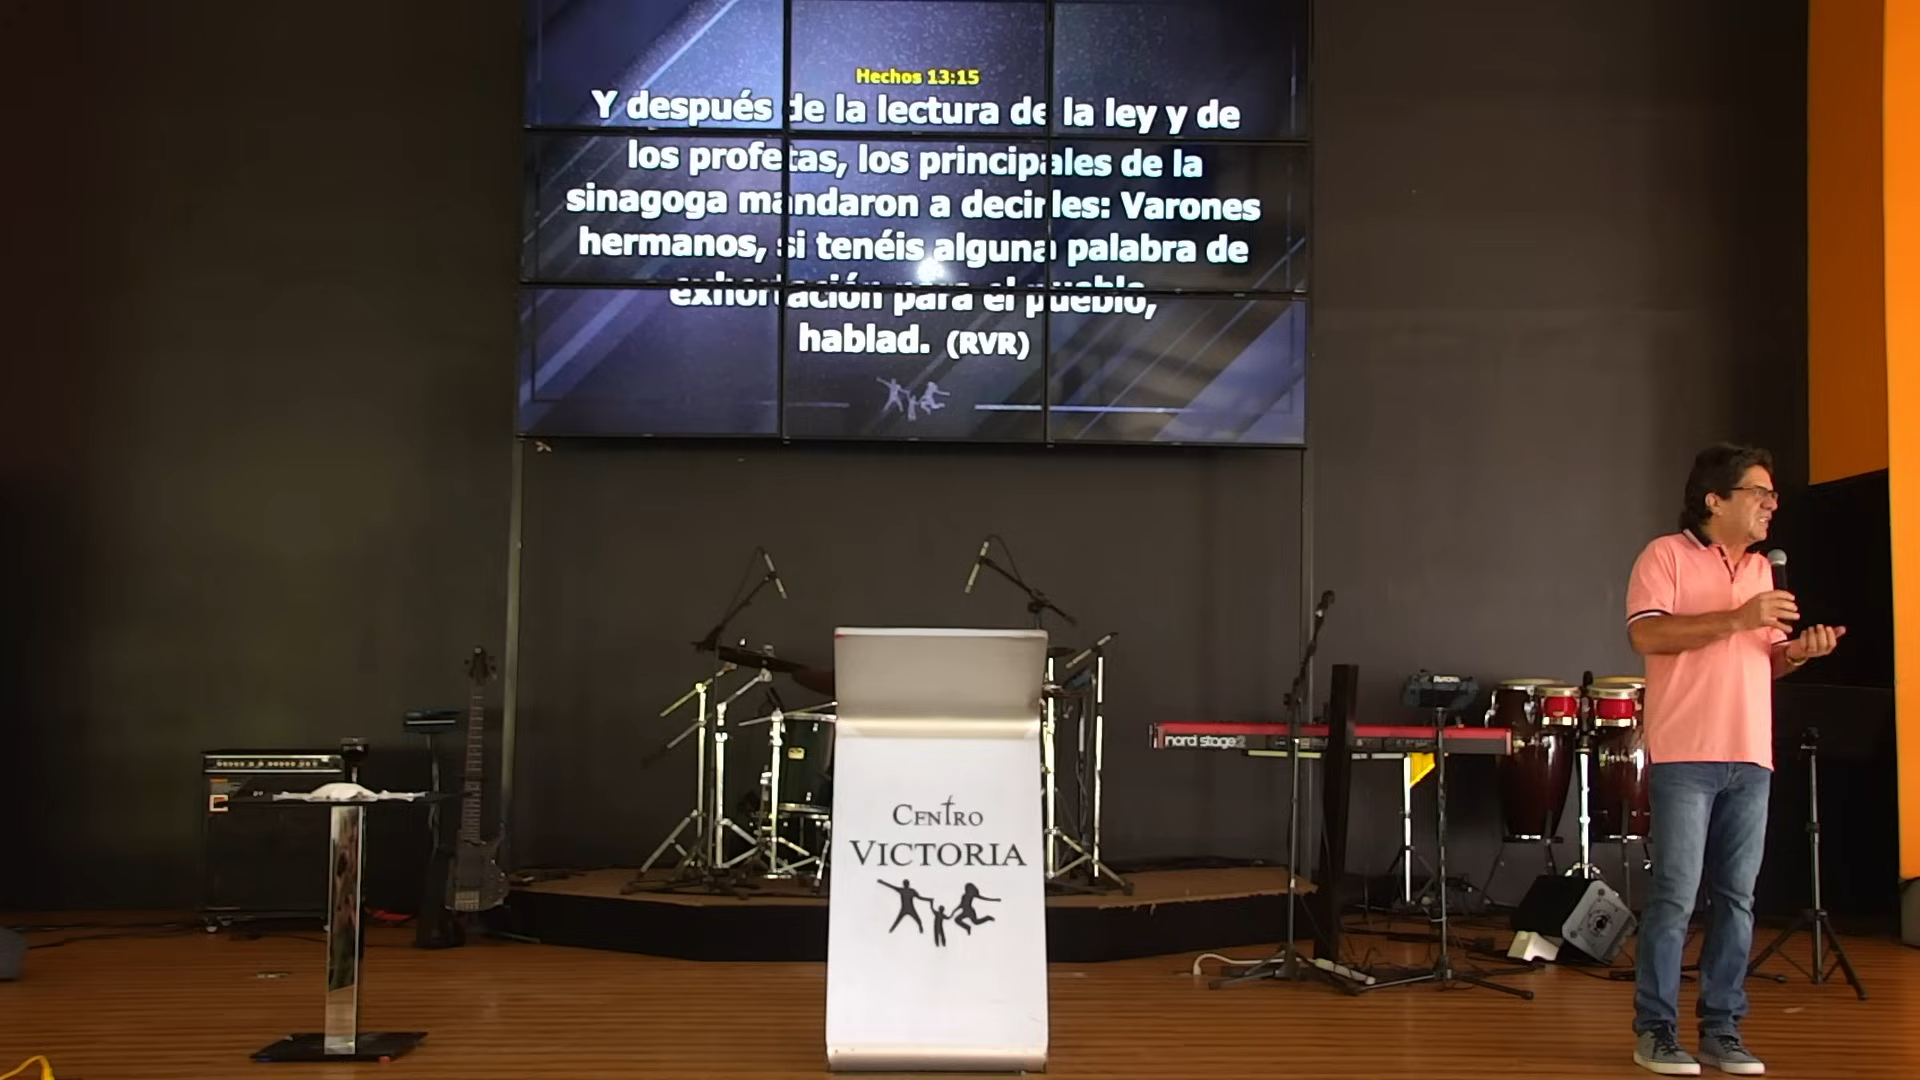 Hechos 13:15
Y después de la lectura de la ley y de
los profetas, los principales de la
sinagoga mandaron a decirles: Varones
hermanos, si tenéis alguna palabra de
exhortación para el pueblo,
hablad. (RVR)
nord stage 2
CENTRO
VICTORIA